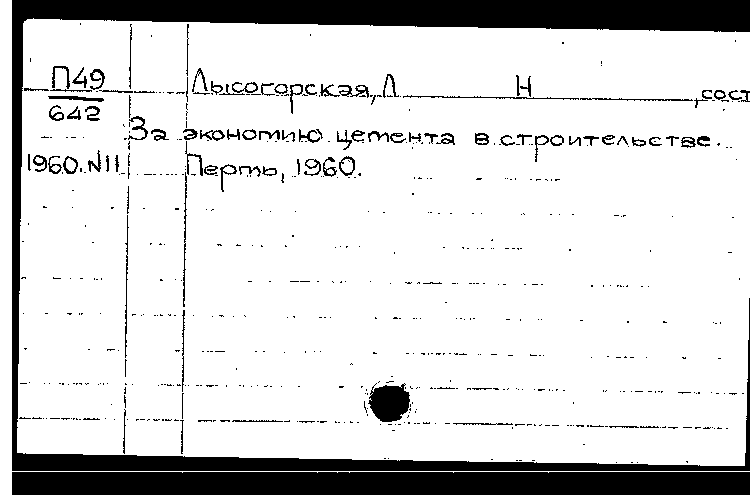 П49 Лысогорская, Л Н , сост
642
За экономию цемента в строительстве.
1960.N11 Пермь, 1960.